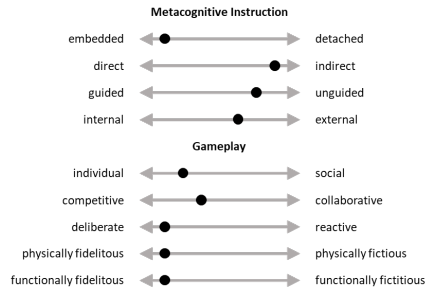 Metacognitive Instruction
embedded detached
direct indirect
guided unguided
internal external
Gameplay
individual social
competitive collaborative
deliberate reactive
physically fidelitous physically fictious
functionally fidelitous functionally fictitious